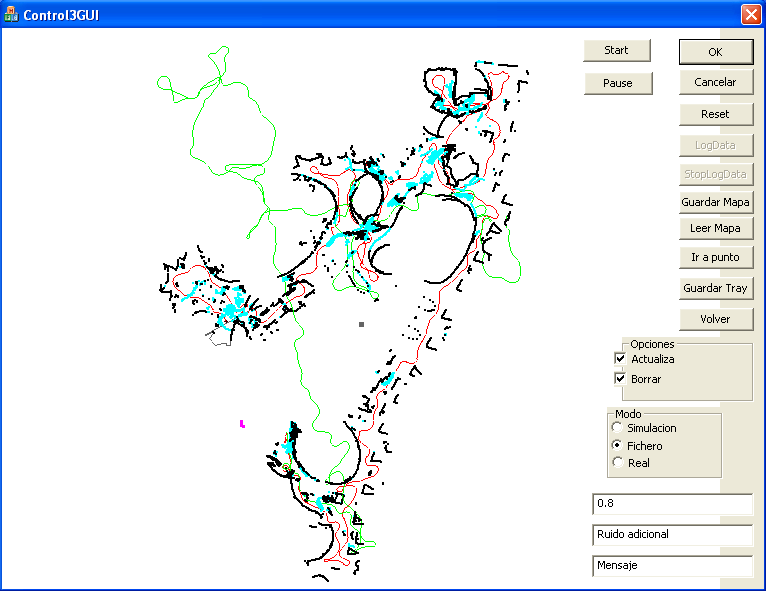 Control3GUI
Start
OK
Pause
Cancelar
Reset
LogData
StopLogData
Guardar Mapa
Leer Mapa
Ir a punto
Guardar Tray
Volver
Opciones
Actualiza
Borrar
Modo
Simulacion
Fichero
Real
0.8
Ruido adicional
Mensaje